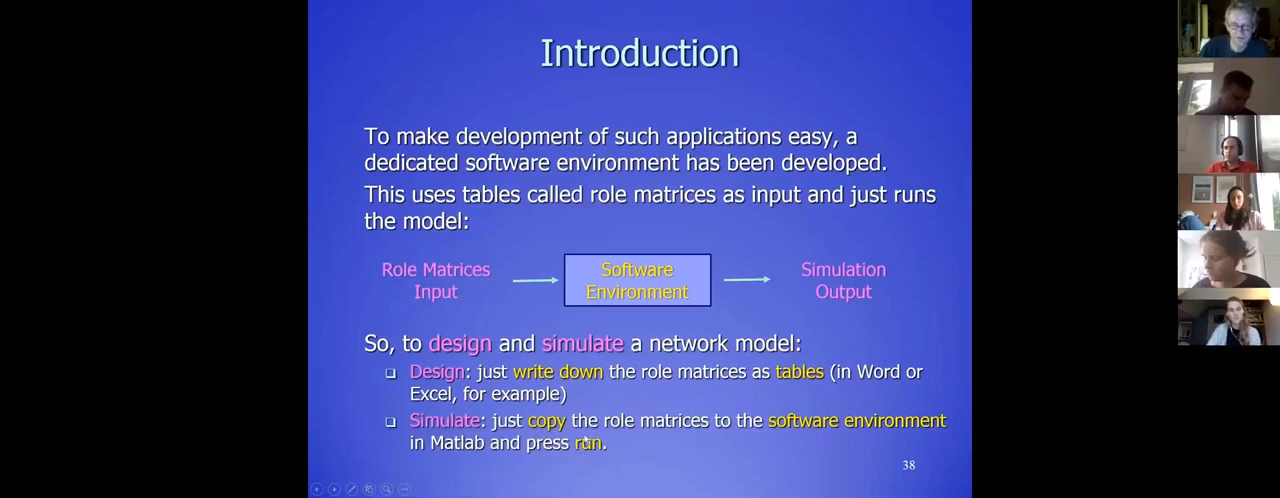 Introduction
To make development of such applications easy, a
dedicated software environment has been developed.
This uses tables called role matrices as input and just runs
the model:
Role Matrices
Input
Software
Environment
Simulation
Output
So, to design and simulate a network model:
Design: just write down the role matrices as tables (in Word or
Excel, for example)
Simulate: just copy the role matrices to the software environment
in Matlab and press run.
38